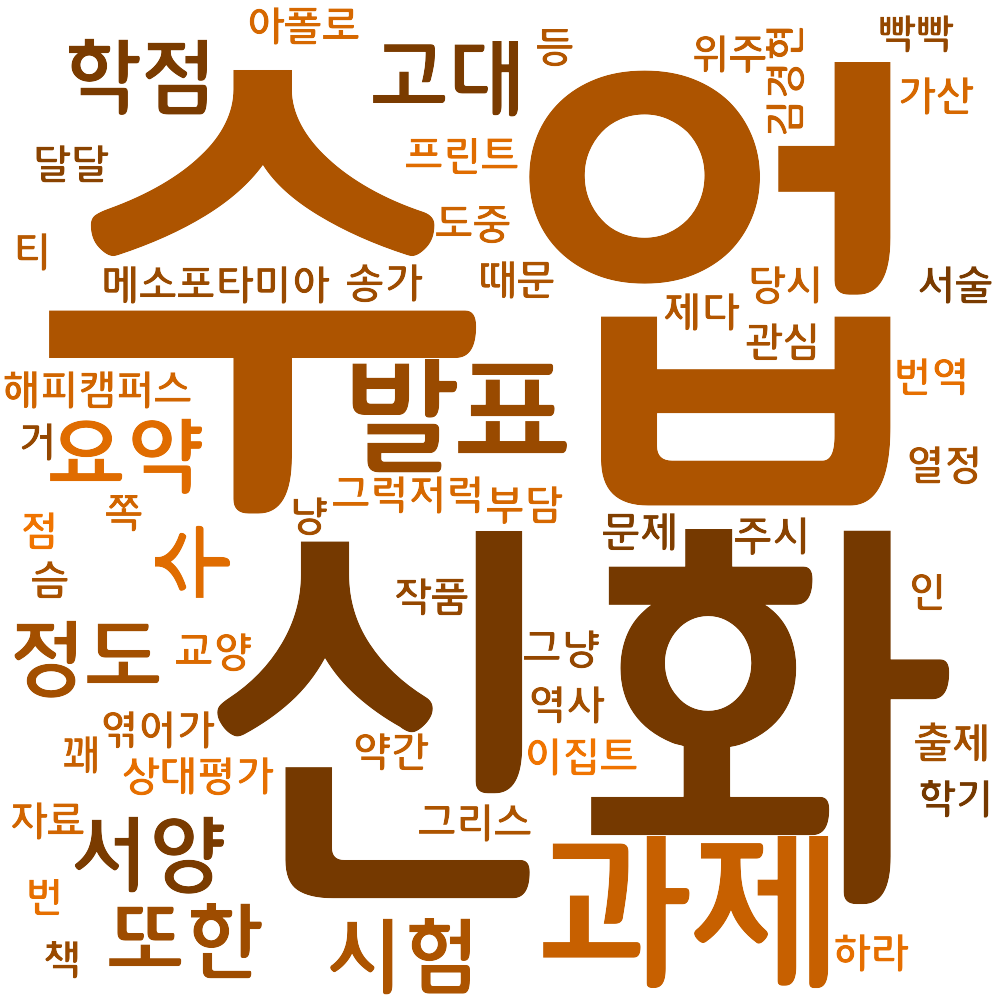 아폴로
학점
고대
등
위주
김경현
빡빡
가산
수업
달달
프린트
도중
티
메소포타미아
송가
때문
당시
서술
제다
관심
해피캠퍼스
발표
번역
거
요약
열정
그럭저럭
부담
냥
쪽
점
문제
주시
수
신화
슴
작품
인
정도
교양
그냥
역사
엮어가
약간
이집트
출제
꽤
상대평가
학기
자료
그리스
서양
과제
번
또한
시험
책
하라